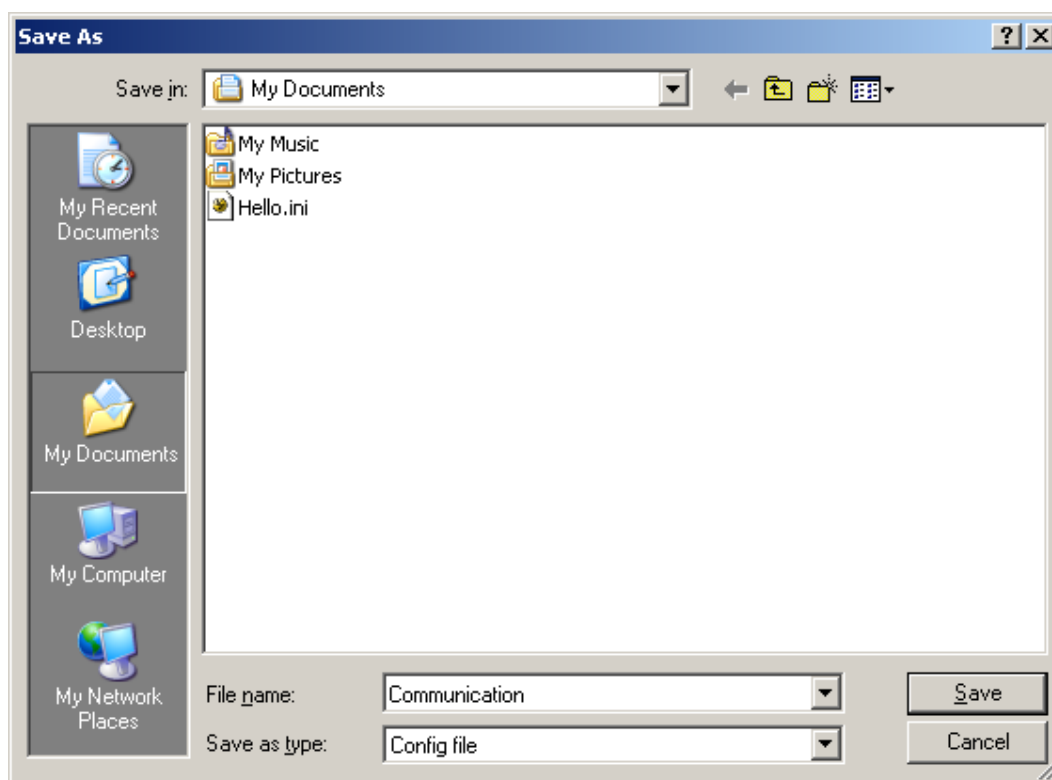 Save As
Save in:
My Documents
My Music
My Pictures
Hello.ini
My Recent
Documents
Desktop
My Documents
My Computer
My Network
Places
File name:
Communication
Save
Save as type:
Config file
Cancel